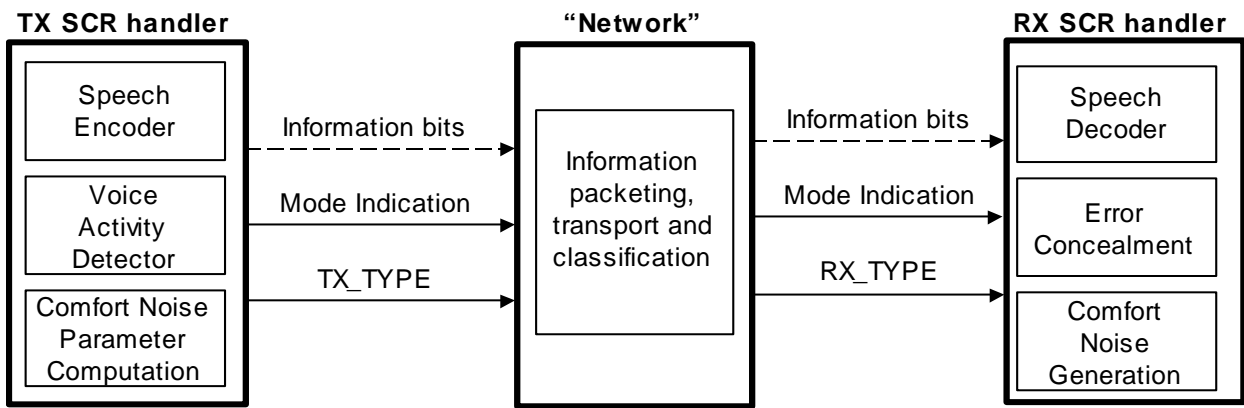 TX SCR handler
“Network”
RX SCR handler
Speech
Encoder
Voice
Activity
Detector
Comfort Noise
Parameter
Computation
Information bits
Mode Indication
TX_TYPE
Information
packeting,
transport and
classification
Information bits
Mode Indication
RX_TYPE
Speech
Decoder
Error
Concealment
Comfort
Noise
Generation